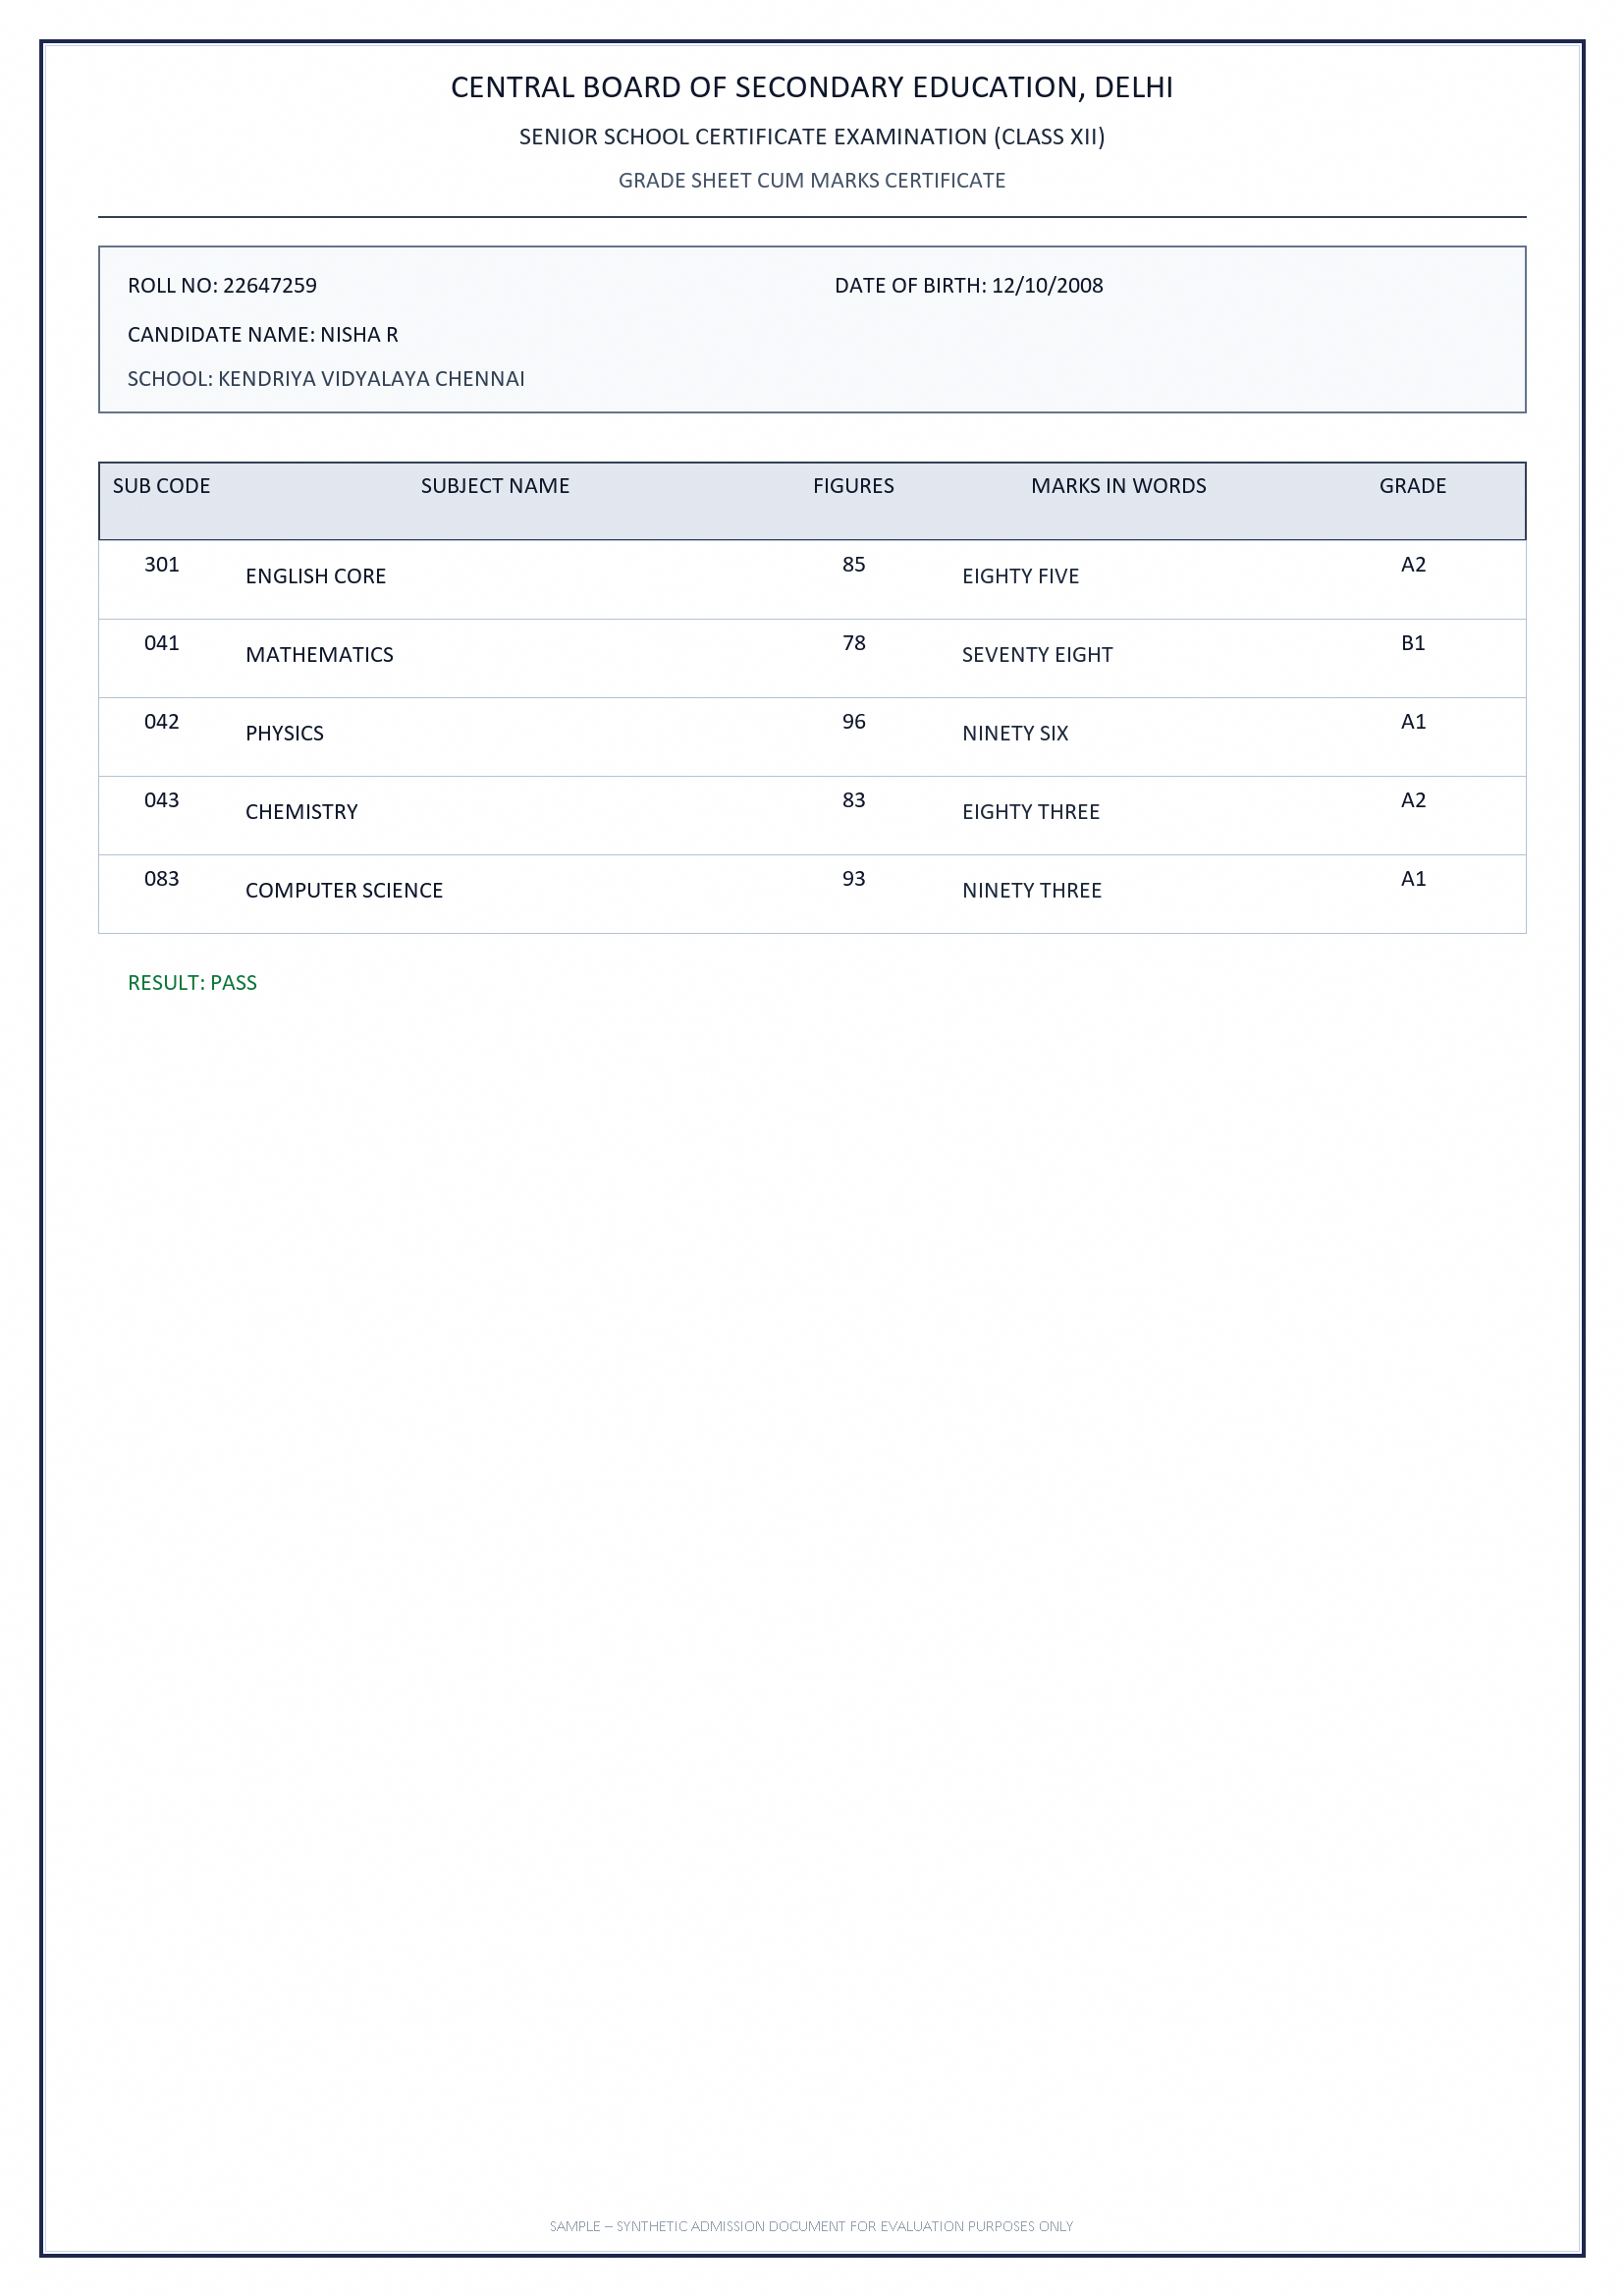 CENTRAL BOARD OF SECONDARY EDUCATION, DELHI
SENIOR SCHOOL CERTIFICATE EXAMINATION (CLASS XII)
GRADE SHEET CUM MARKS CERTIFICATE
ROLL NO: 22647259 DATE OF BIRTH: 12/10/2008
CANDIDATE NAME: NISHA R
SCHOOL: KENDRIYA VIDYALAYA CHENNAI
SUB CODE SUBJECT NAME FIGURES MARKS IN WORDS GRADE
301 ENGLISH CORE 85 EIGHTY FIVE A2
041 MATHEMATICS 78 SEVENTY EIGHT B1
042 PHYSICS 96 NINETY SIX A1
043 CHEMISTRY 83 EIGHTY THREE A2
083 COMPUTER SCIENCE 93 NINETY THREE A1
RESULT: PASS
SAMPLE – SYNTHETIC ADMISSION DOCUMENT FOR EVALUATION PURPOSES ONLY